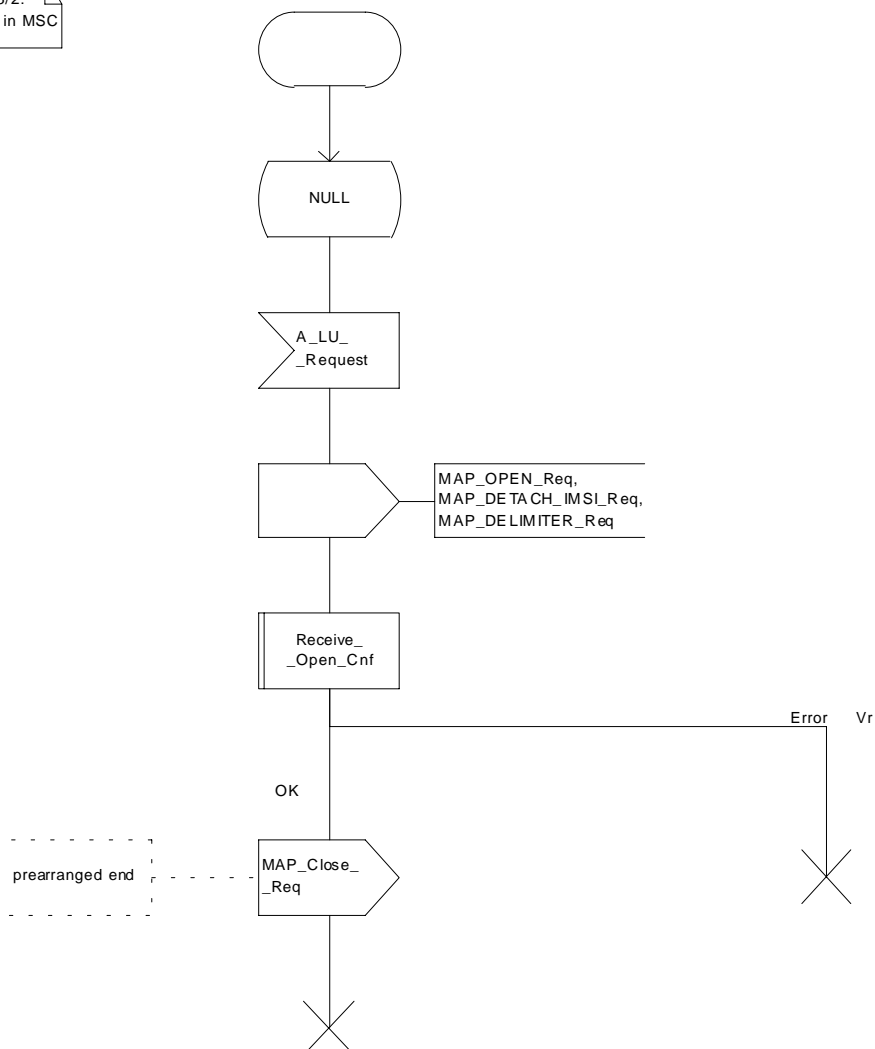 in MSC
NULL
A_LU_
_Request
MAP_OPEN_Req,
MAP_DETACH_IMSI_Req,
MAP_DELIMITER_Req
Receive_
_Open_Cnf
Error Vr
OK
prearranged end
MAP_Close_
_Req